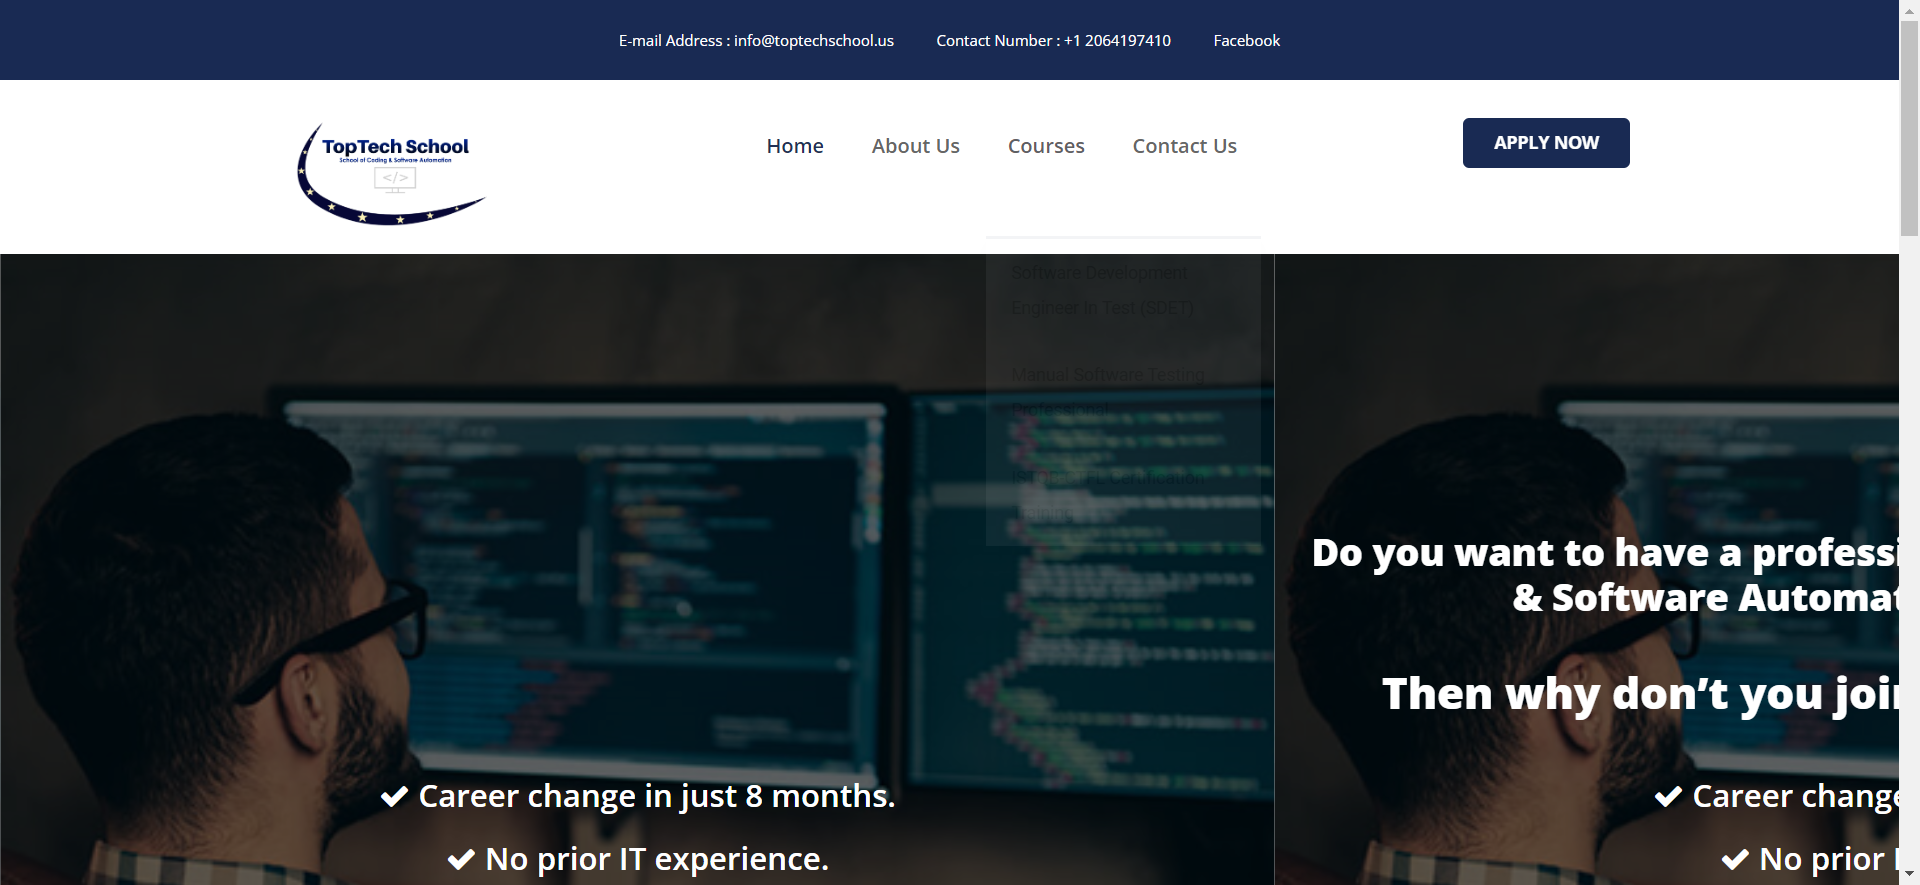 E-mail Address : info@toptechschool.us
Contact Number : +1 2064197410
Facebook
TopTech School
School of Coding & Software Automation
</>
Home
About Us
Courses
Contact Us
APPLY NOW
Software Development
Engineer In Test (SDET)
Manual Software Testing
Professional
Certification
Career change in just 8 months.
No prior IT experience.
Do you want to have a professi
& Software Automat
Then why don’t you joi
Career change
No prior